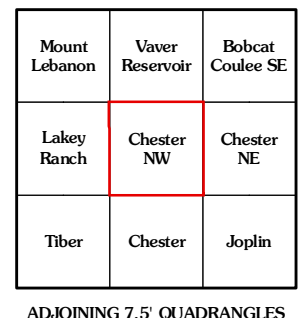 Mount
Lebanon
Vaver
Reservoir
Bobcat
Coulee SE
Lakey
Ranch
Chester
NW
Chester
NE
Tiber
Chester
Joplin
ADJOINING 7.5' QUADRANGLES